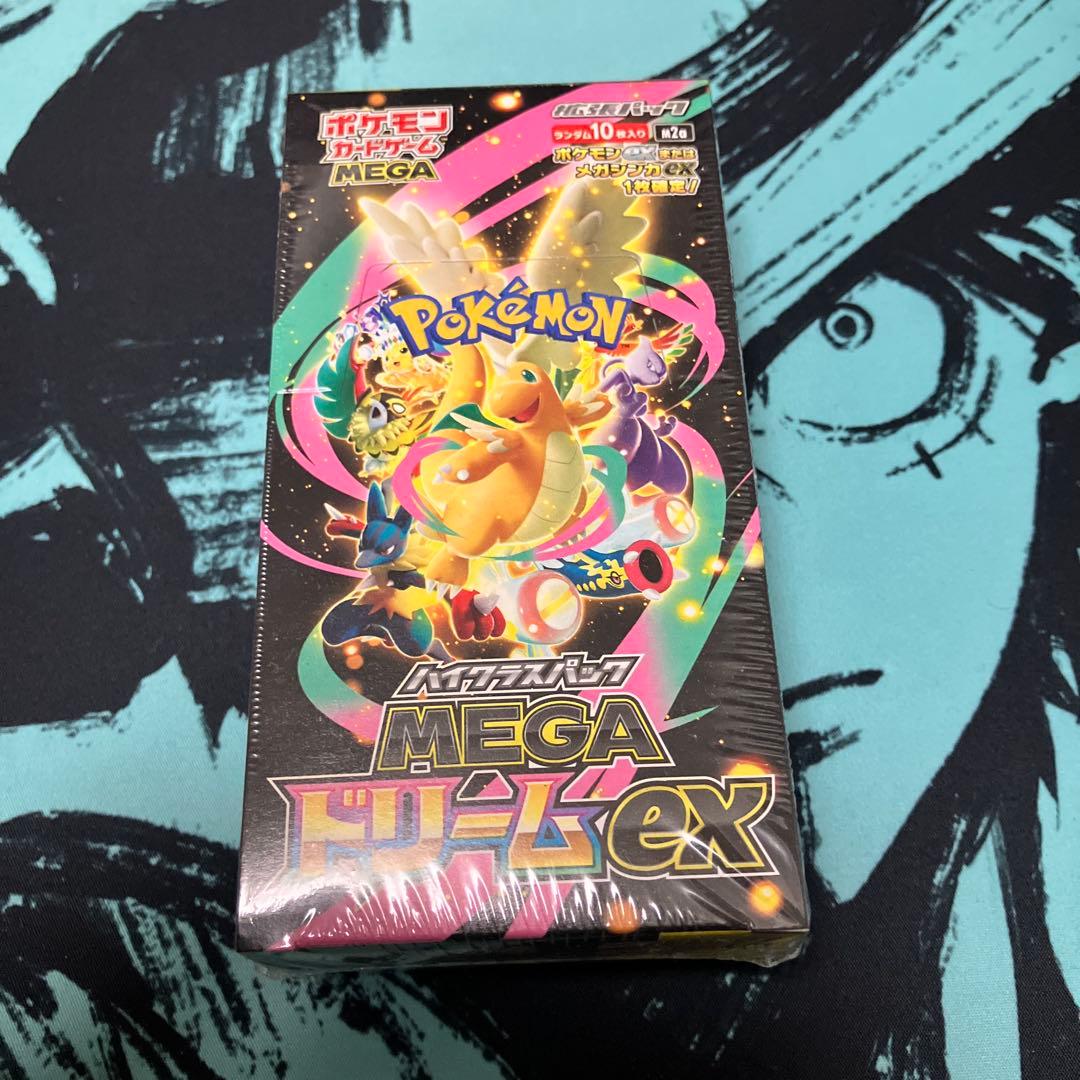 ポケモン
カードゲーム
MEGA
拡張パック
ランダム10枚入り M2a
ポケモンexまたは
メガシンカex
1枚確定!
POKÉMON
TM
ハイクラスパック
MEGA
ドリームex